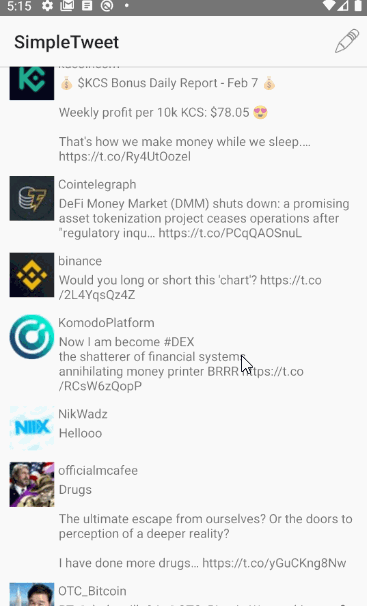 5:15
SimpleTweet
💰 $KCS Bonus Daily Report - Feb 7 💰
Weekly profit per 10k KCS: $78.05 😍
That's how we make money while we sleep....
https://t.co/Ry4UtOozeI
Cointelegraph
DeFi Money Market (DMM) shuts down: a promising
asset tokenization project ceases operations after
"regulatory inqu… https://t.co/PCqQAOSnuL
binance
Would you long or short this 'chart'? https://t.co
/2L4YqsQz4Z
KomodoPlatform
Now I am become #DEX
the shatterer of financial systems
annihilating money printer BRRR https://t.co
/RCsW6zQopP
NikWadz
NIIX
Hellooo
officialmcafee
Drugs
The ultimate escape from ourselves? Or the doors to
perception of a deeper reality?
I have done more drugs… https://t.co/yGuCKng8Nw
OTC_Bitcoin